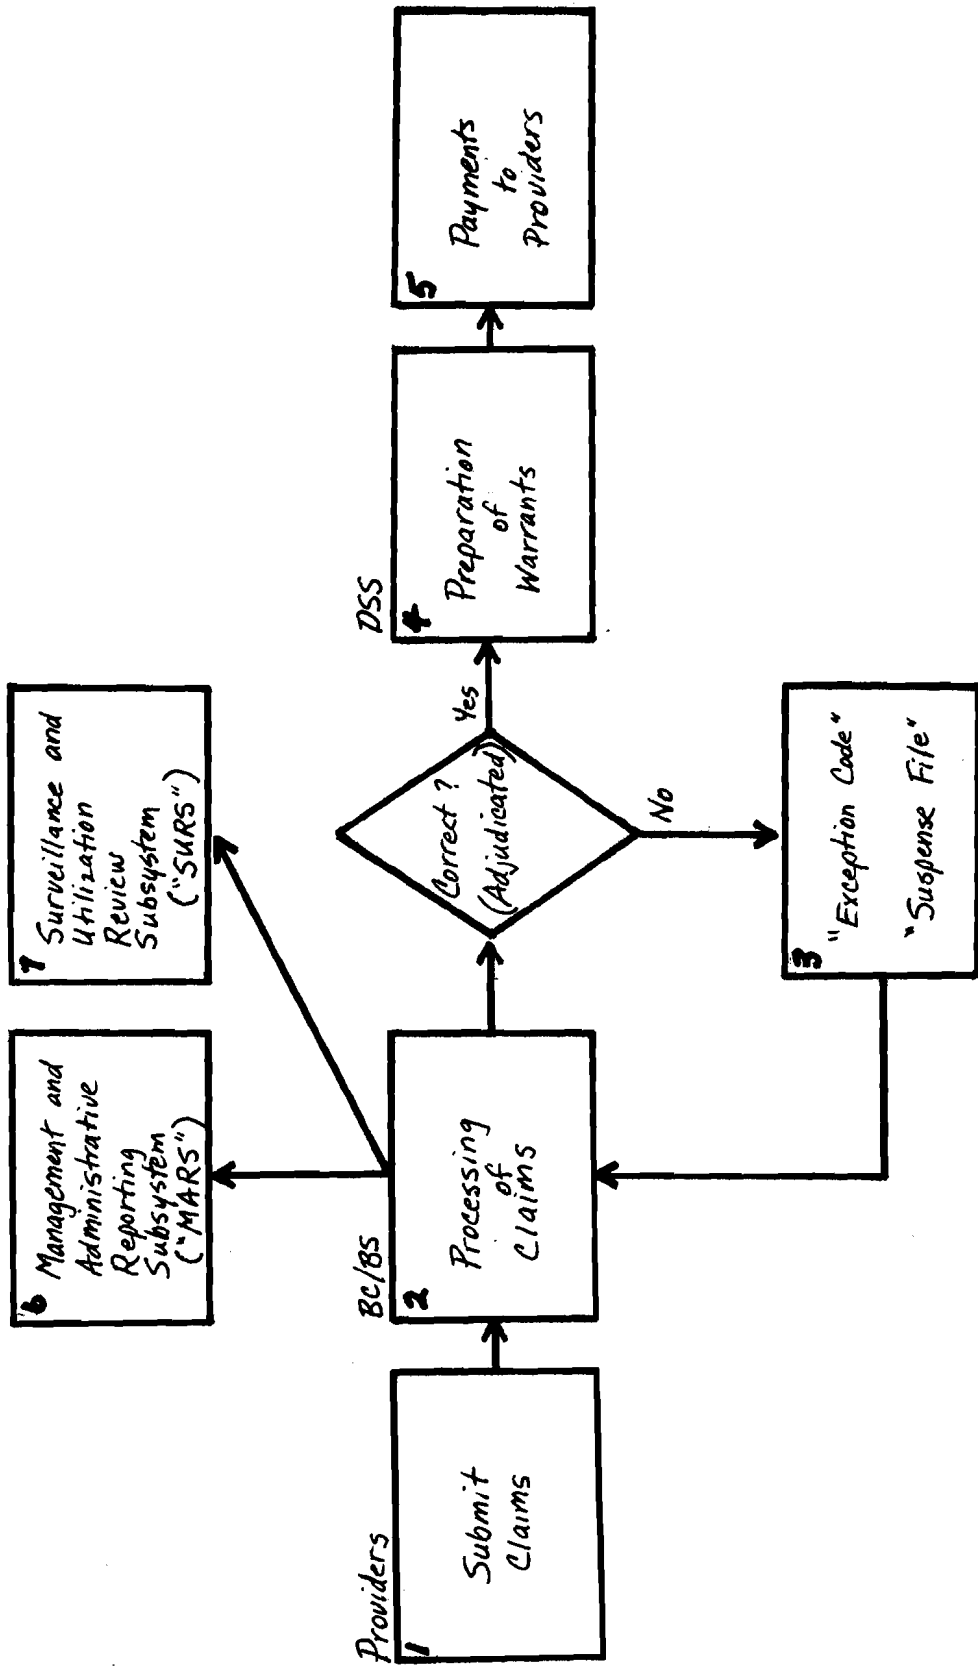 Providers
1
Submit
Claims
BC/BS
2
Processing
of
Claims
6 Management and
Administrative
Reporting
Subsystem
("MARS")
7 Surveillance and
Utilization
Review
Subsystem
("SURS")
Correct?
(Adjudicated)
Yes
No
3
"Exception Code"
"Suspense File"
DSS
4
Preparation
of
Warrants
5
Payments
to
Providers